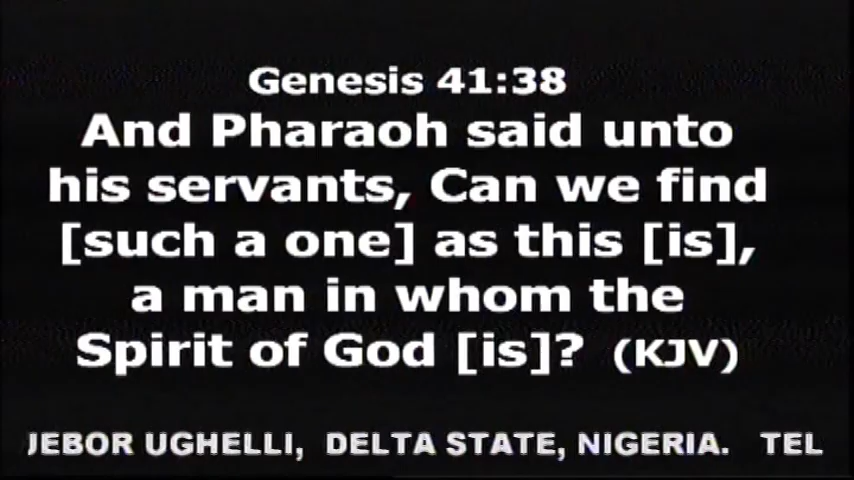 Genesis 41:38
And Pharaoh said unto
his servants, Can we find
[such a one] as this [is],
a man in whom the
Spirit of God [is]? (KJV)
JEBOR UGHELLI, DELTA STATE, NIGERIA. TEL